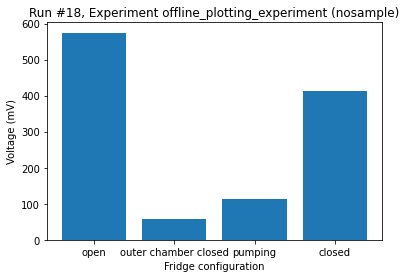 Run #18, Experiment offline_plotting_experiment (nosample)
600
500
400
300
200
100
0
Voltage (mV)
open outer chamber closed pumping closed
Fridge configuration